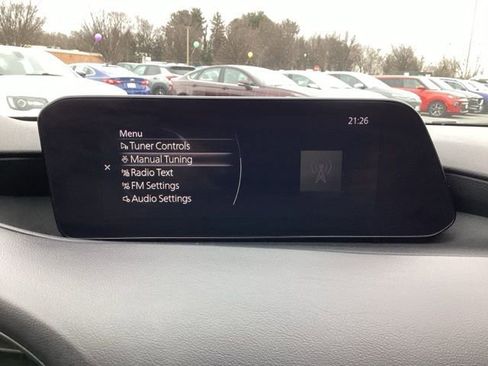 21:26
Menu
Tuner Controls
Manual Tuning
Radio Text
FM Settings
Audio Settings